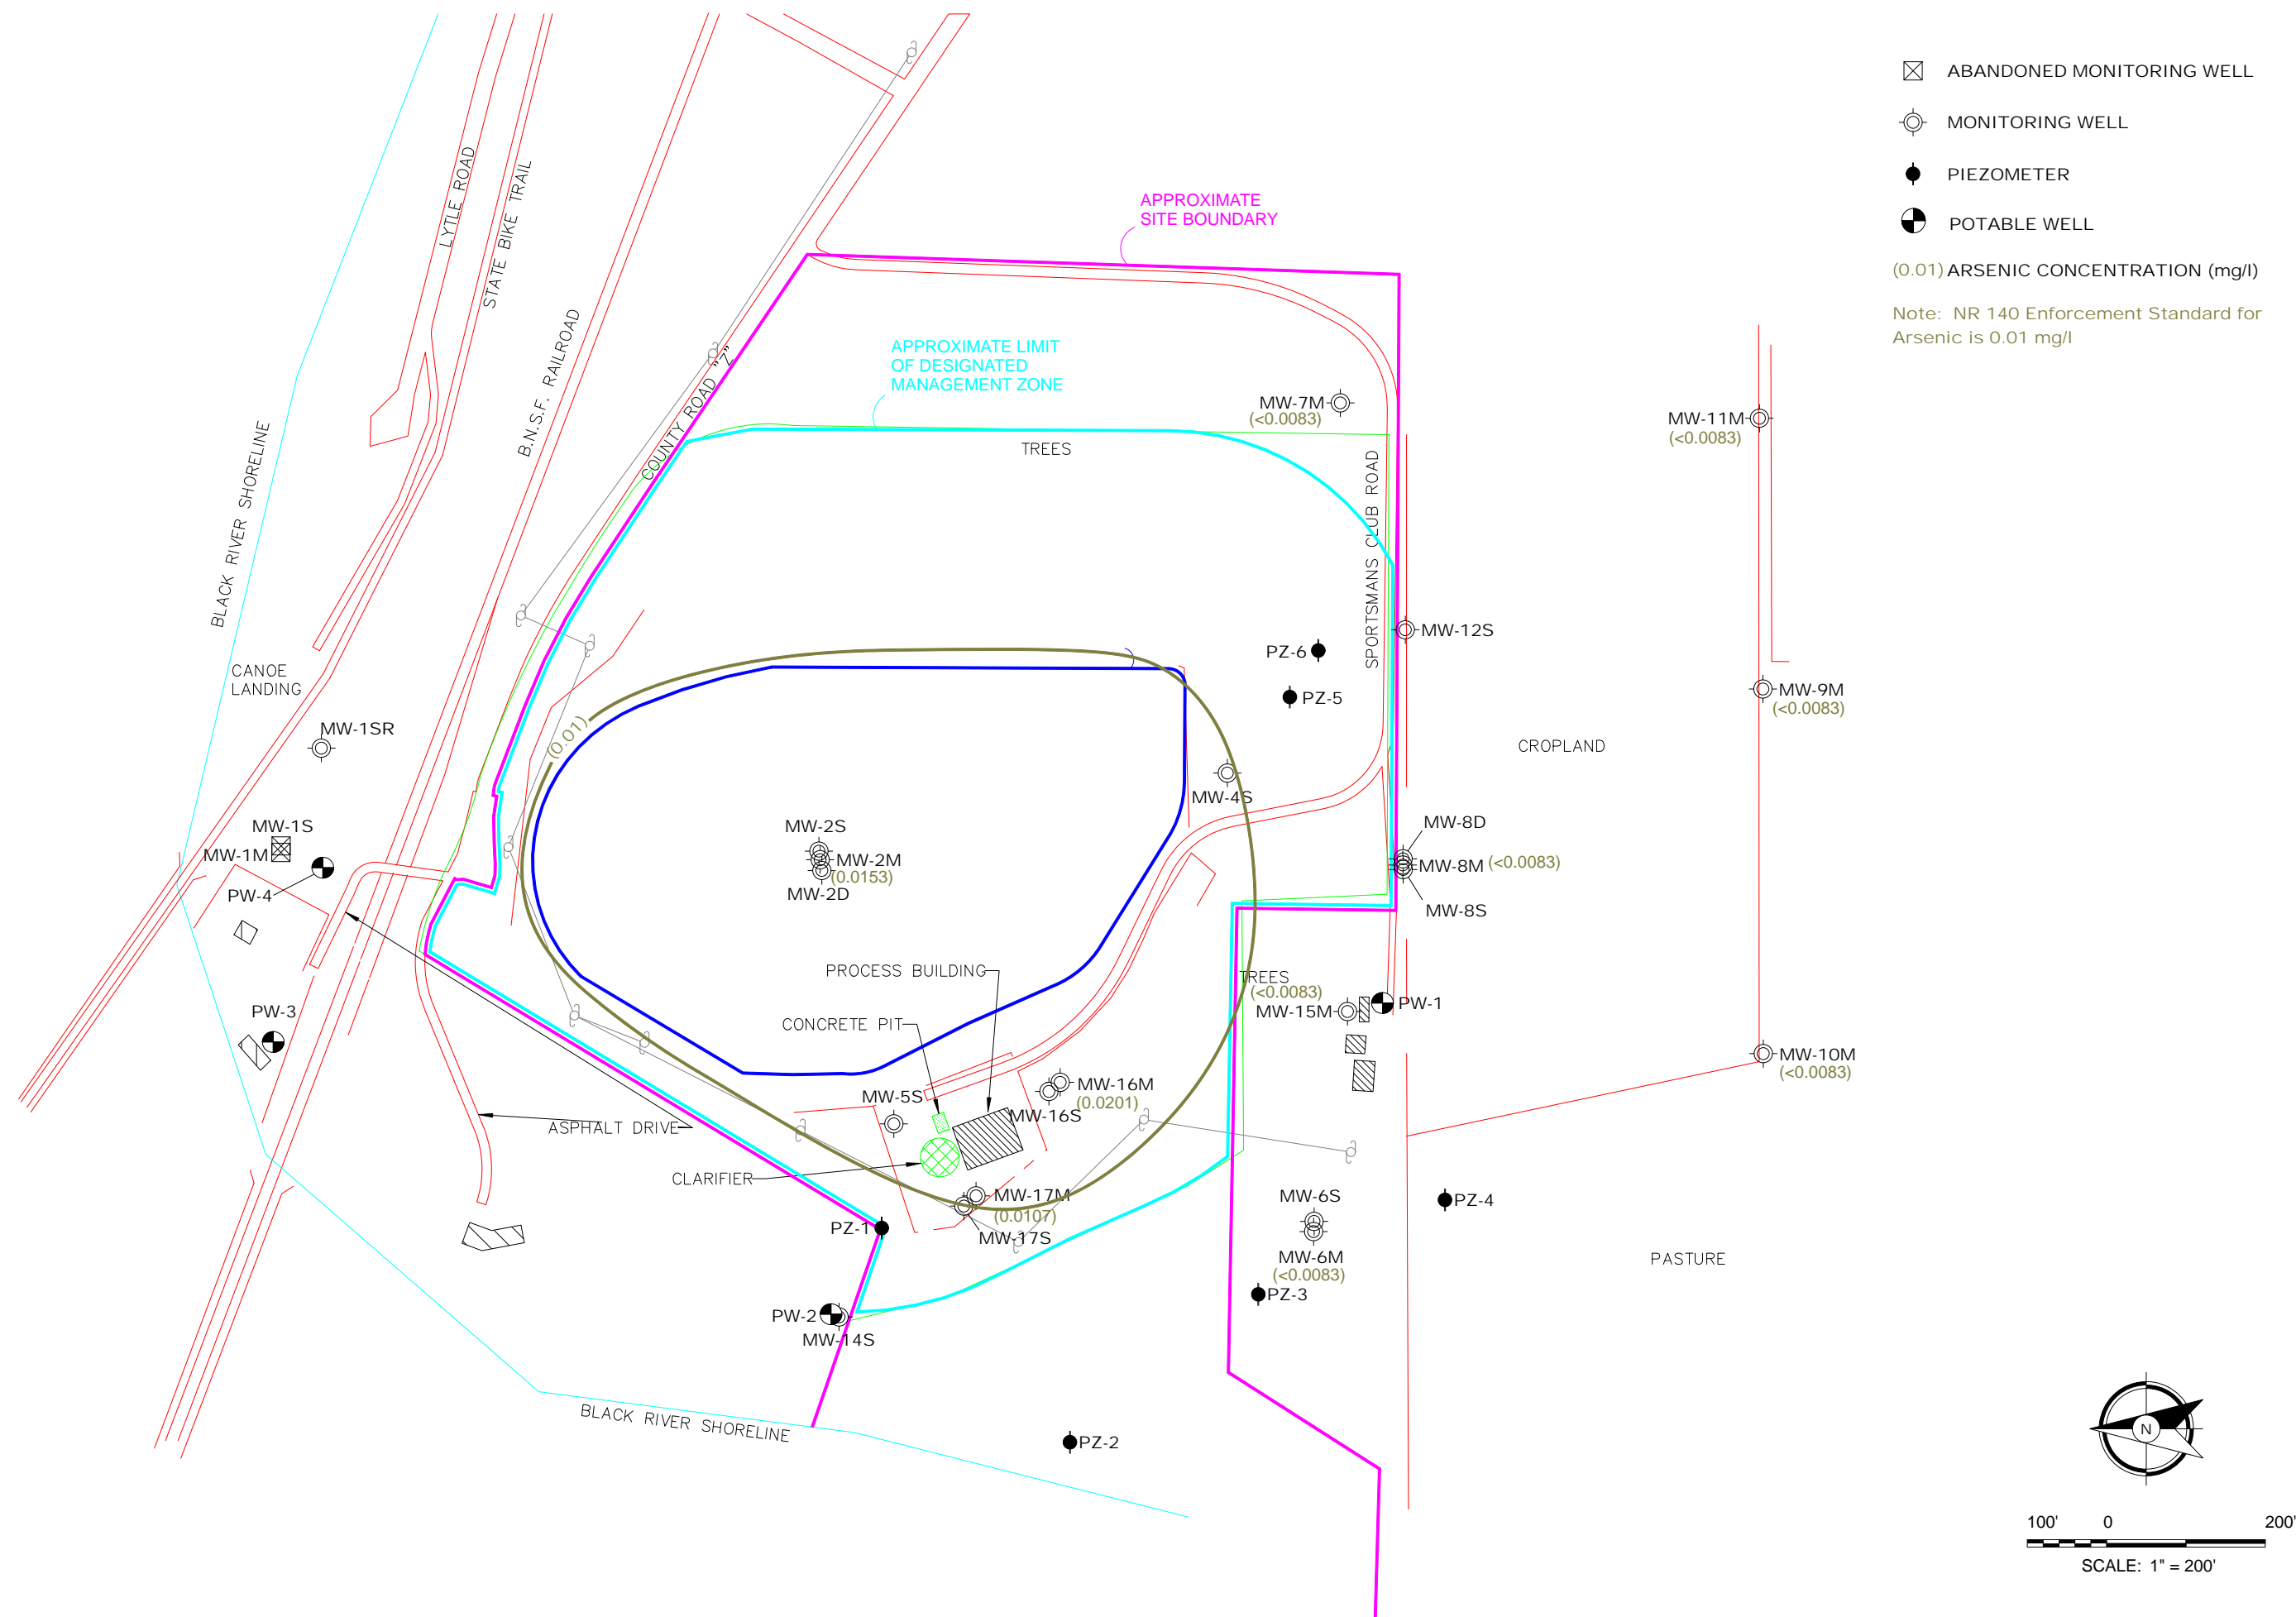 ABANDONED MONITORING WELL
MONITORING WELL
PIEZOMETER
POTABLE WELL
(0.01) ARSENIC CONCENTRATION (mg/l)
Note: NR 140 Enforcement Standard for
Arsenic is 0.01 mg/l
APPROXIMATE
SITE BOUNDARY
APPROXIMATE LIMIT
OF DESIGNATED
MANAGEMENT ZONE
LYTLE ROAD
STATE BIKE TRAIL
B.N.S.F. RAILROAD
COUNTY ROAD "Z"
BLACK RIVER SHORELINE
MW-7M
(<0.0083)
MW-11M
(<0.0083)
TREES
SPORTSMANS CLUB ROAD
MW-12S
PZ-6
PZ-5
MW-9M
(<0.0083)
CROPLAND
CANOE
LANDING
MW-1SR
(0.01)
MW-4S
MW-1S
MW-1M
PW-4
MW-2S
MW-2M
(0.0153)
MW-2D
MW-8D
MW-8M (<0.0083)
MW-8S
PROCESS BUILDING
TREES
(<0.0083)
MW-15M
PW-1
PW-3
CONCRETE PIT
MW-10M
(<0.0083)
MW-5S
MW-16M
(0.0201)
MW-16S
ASPHALT DRIVE
CLARIFIER
MW-17M
(0.0107)
MW-17S
PZ-1
MW-6S
MW-6M
(<0.0083)
PZ-4
PZ-3
PASTURE
PW-2
MW-14S
BLACK RIVER SHORELINE
PZ-2
N
100' 0 200'
SCALE: 1" = 200'